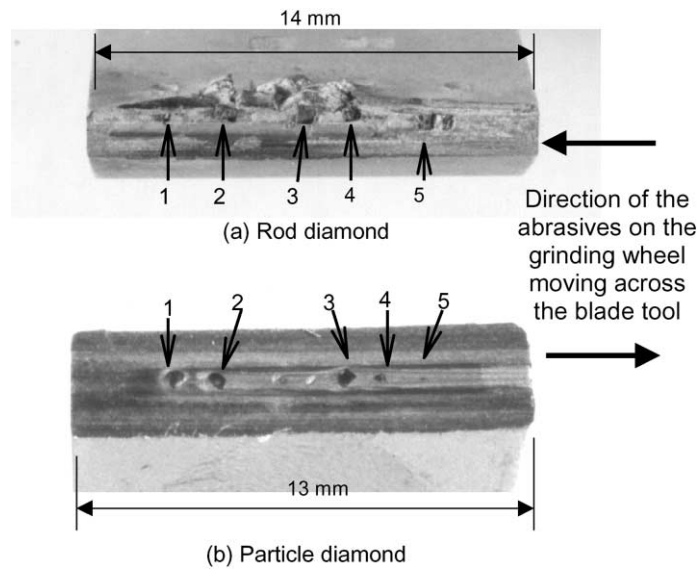 14 mm
1 2 3 4 5
(a) Rod diamond
Direction of the
abrasives on the
grinding wheel
moving across
the blade tool
1 2 3 4 5
13 mm
(b) Particle diamond